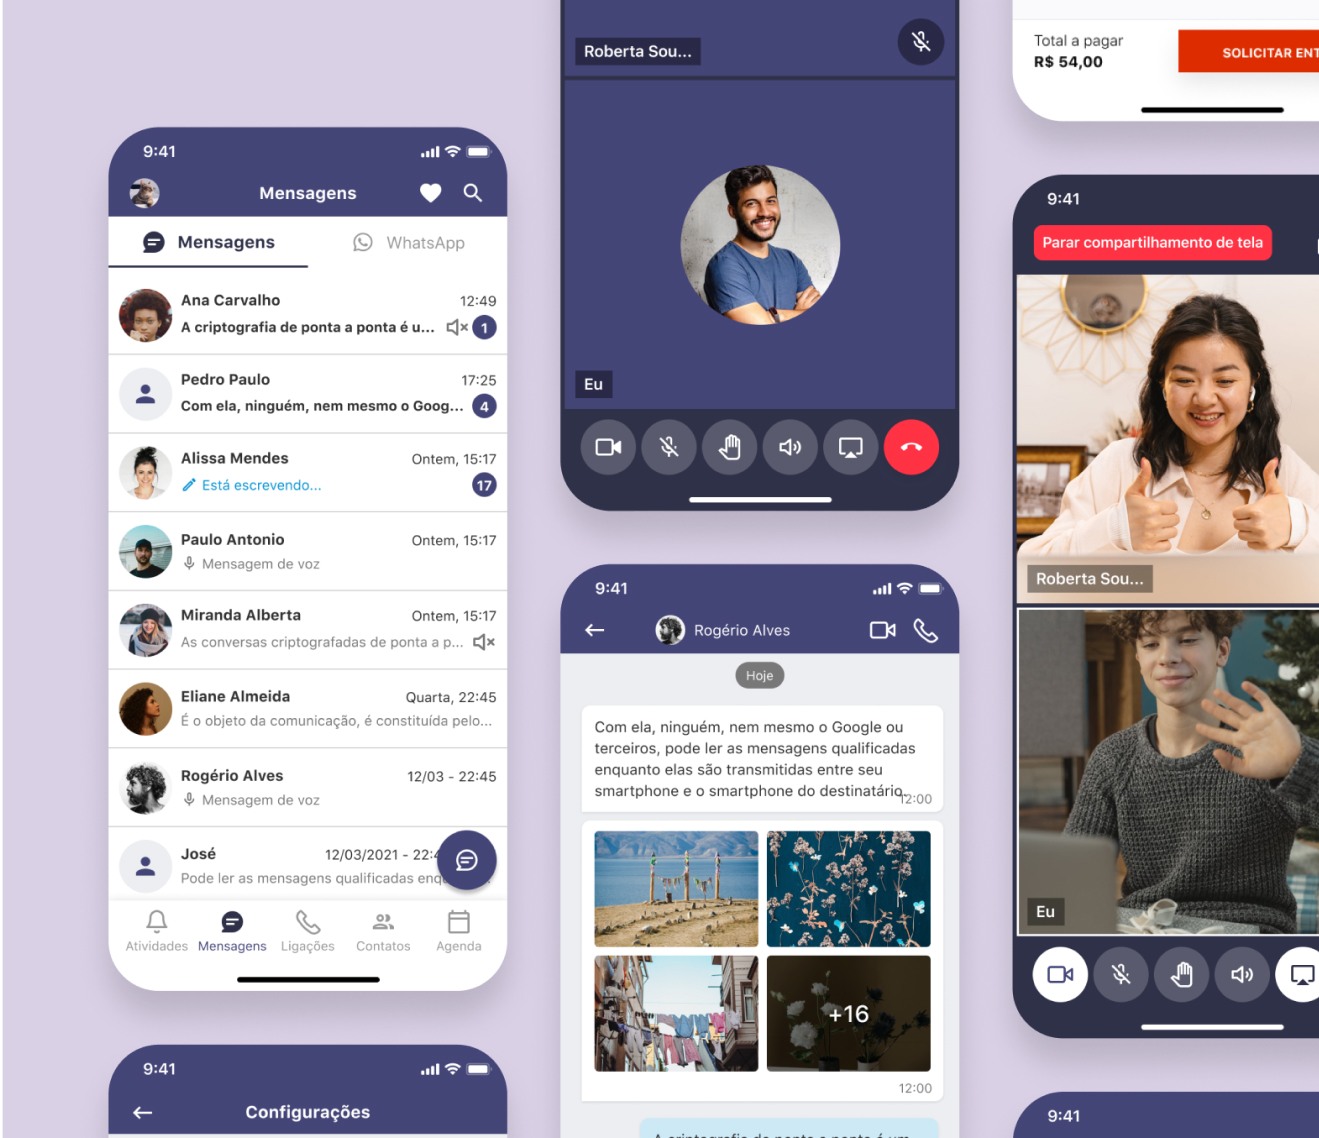 9:41
Mensagens
Mensagens
WhatsApp
Ana Carvalho
12:49
A criptografia de ponta a ponta é u...
1
Pedro Paulo
17:25
Com ela, ninguém, nem mesmo o Goog...
4
Alissa Mendes
Ontem, 15:17
Está escrevendo...
17
Paulo Antonio
Ontem, 15:17
Mensagem de voz
Miranda Alberta
Ontem, 15:17
As conversas criptografadas de ponta a p...
Eliane Almeida
Quarta, 22:45
É o objeto da comunicação, é constituída pelo...
Rogério Alves
12/03 - 22:45
Mensagem de voz
José
12/03/2021 - 22:4
Pode ler as mensagens qualificadas enq
Atividades
Mensagens
Ligações
Contatos
Agenda
9:41
Configurações
Roberta Sou...
Eu
9:41
Rogério Alves
Hoje
Com ela, ninguém, nem mesmo o Google ou
terceiros, pode ler as mensagens qualificadas
enquanto elas são transmitidas entre seu
smartphone e o smartphone do destinatário.
12:00
+16
12:00
A criptografia de ponta a ponta é um
Total a pagar
R$ 54,00
SOLICITAR ENT
9:41
Parar compartilhamento de tela
Roberta Sou...
Eu
9:41